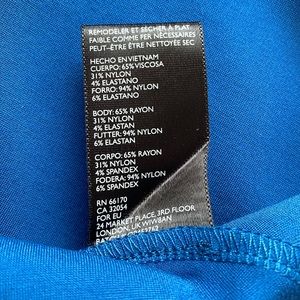 REMODELER ET SÉCHER À PLAT.
FAIBLE COMME FER NÉCESSAIRE
PEUT-ÊTRE ÊTRE NETTOYÉE SEC
HECHO EN VIETNAM
CUERPO: 65% VISCOSA
31% NYLON
4% ELASTANO
FORRO: 94% NYLON
6% ELASTANO
BODY: 65% RAYON
31% NYLON
4% ELASTAN
FUTTER: 94% NYLON
6% ELASTAN
CORPO: 65% RAYON
31% NYLON
4% SPANDEX
FODERA: 94% NYLON
6% SPANDEX
RN 66170
CA 32054
FOR EU
24 MARKET PLACE, 3RD FLOOR
LONDON, UK W1W8AN